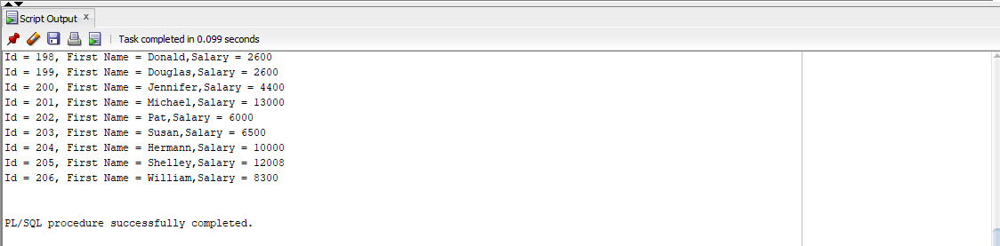 Script Output x
Task completed in 0.099 seconds
Id = 198, First Name = Donald,Salary = 2600
Id = 199, First Name = Douglas,Salary = 2600
Id = 200, First Name = Jennifer,Salary = 4400
Id = 201, First Name = Michael,Salary = 13000
Id = 202, First Name = Pat,Salary = 6000
Id = 203, First Name = Susan,Salary = 6500
Id = 204, First Name = Hermann,Salary = 10000
Id = 205, First Name = Shelley,Salary = 12008
Id = 206, First Name = William,Salary = 8300
PL/SQL procedure successfully completed.